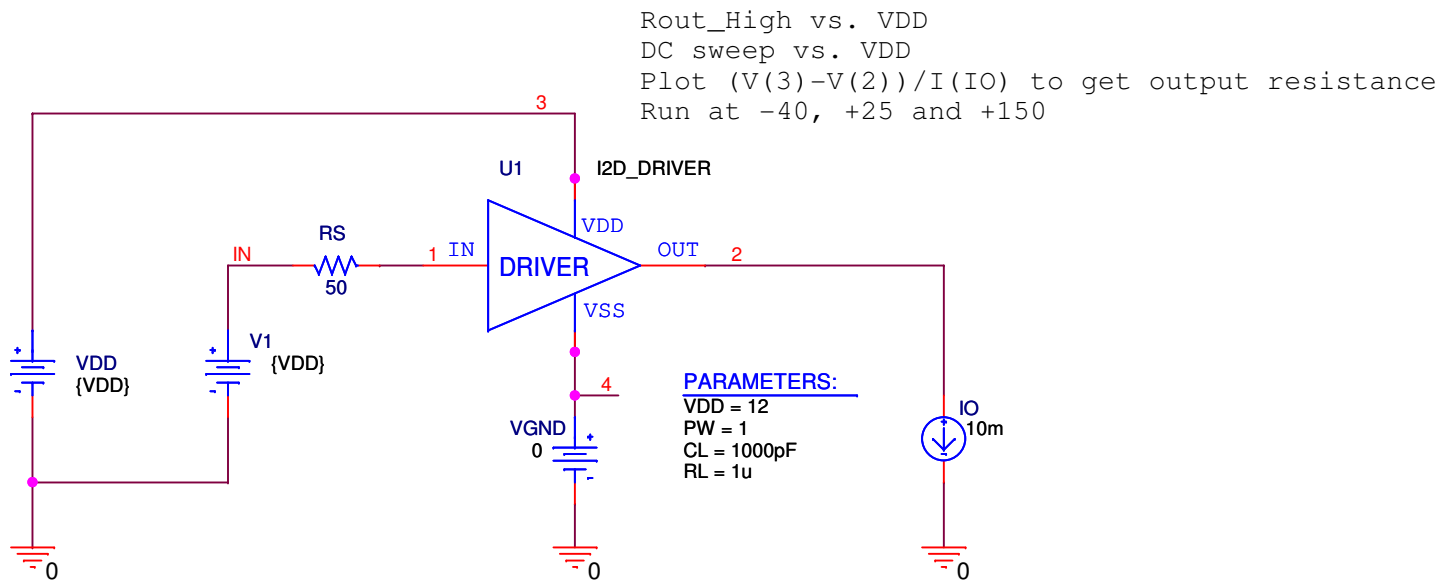 Rout_High vs. VDD
DC sweep vs. VDD
Plot (V(3)-V(2))/I(IO) to get output resistance
Run at -40, +25 and +150
3
U1
I2D_DRIVER
VDD
RS
IN
1
IN
DRIVER
OUT
2
50
VSS
V1
{VDD}
VDD
{VDD}
4
PARAMETERS:
VDD = 12
PW = 1
CL = 1000pF
RL = 1u
VGND
0
IO
10m
0
0
0